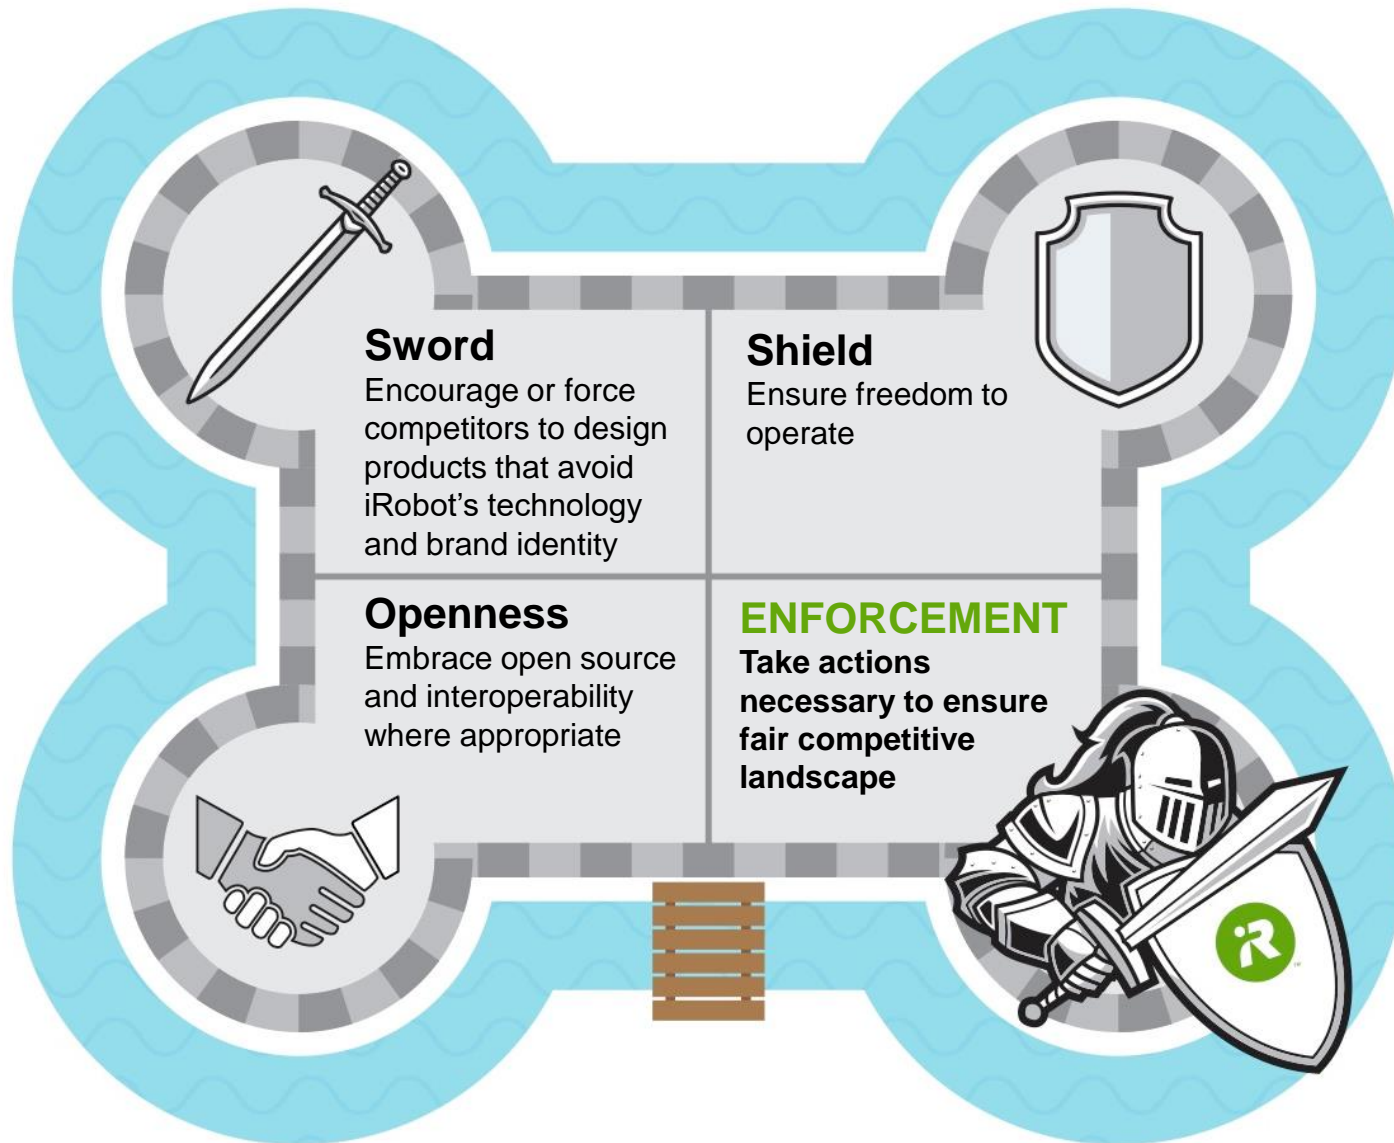 Sword
Encourage or force
competitors to design
products that avoid
iRobot’s technology
and brand identity
Shield
Ensure freedom to
operate
Openness
Embrace open source
and interoperability
where appropriate
ENFORCEMENT
Take actions
necessary to ensure
fair competitive
landscape
iR